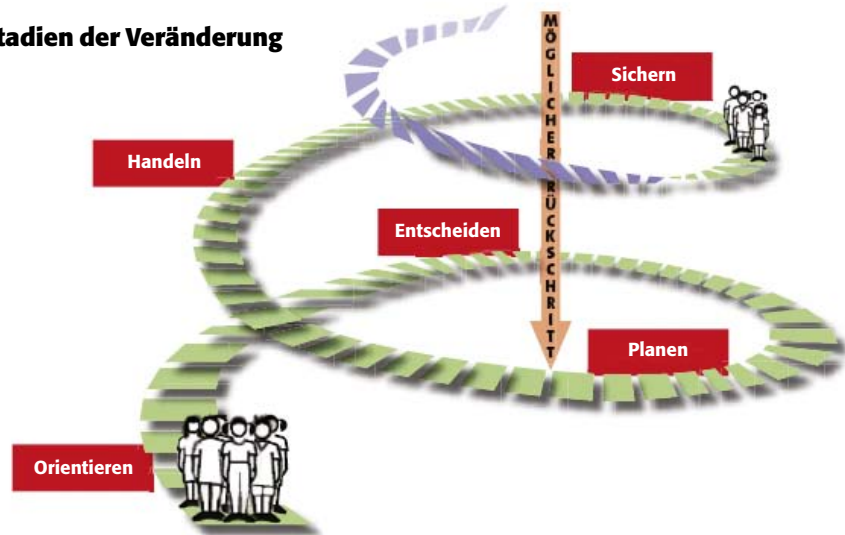 tadien der Veränderung
Sichern
MÖGLICHER RÜCKSCHRITT
Handeln
Entscheiden
Planen
Orientieren